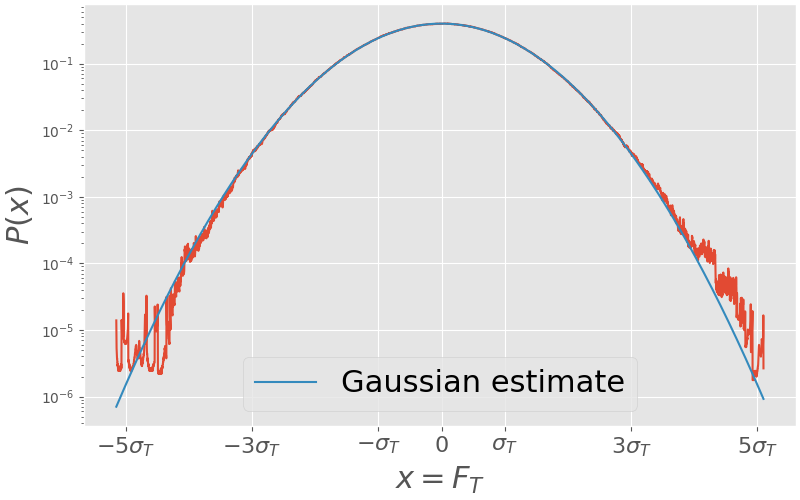 P(x)
10⁻¹
10⁻²
10⁻³
10⁻⁴
10⁻⁵
10⁻⁶
Gaussian estimate
−5σ_T −3σ_T −σ_T 0 σ_T 3σ_T 5σ_T
x = F_T